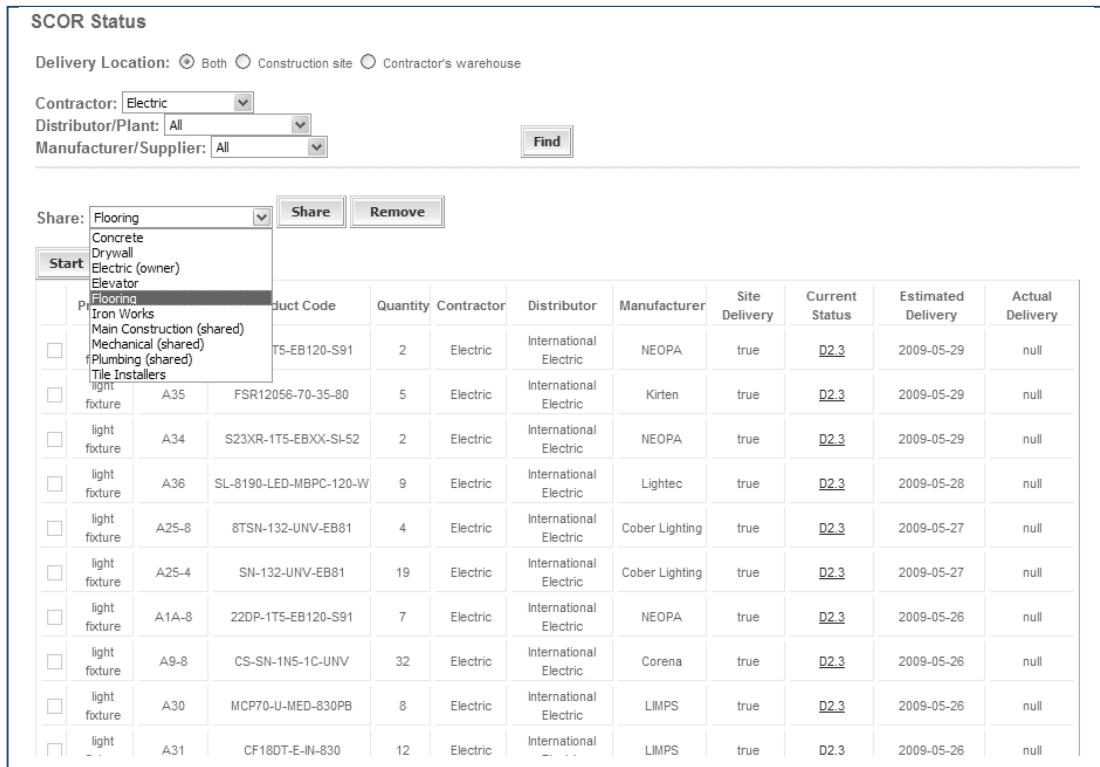 SCOR Status
Delivery Location: Both Construction site Contractor's warehouse
Contractor: Electric
Distributor/Plant: All
Manufacturer/Supplier: All Find
Share: Flooring Share Remove
Concrete
Drywall
Start
Electric (owner)
Elevator
Flooring
Iron Works
Main Construction (shared)
Mechanical (shared)
Plumbing (shared)
Tile Installers
duct Code Quantity Contractor Distributor Manufacturer Site Delivery Current Status Estimated Delivery Actual Delivery
T5-EB120-S91 2 Electric International Electric NEOPA true D2.3 2009-05-29 null
light fixture A35 FSR12056-70-35-80 5 Electric International Electric Kirten true D2.3 2009-05-29 null
light fixture A34 S23XR-1T5-EBXX-SI-52 2 Electric International Electric NEOPA true D2.3 2009-05-29 null
light fixture A36 SL-8190-LED-MBPC-120-W 9 Electric International Electric Lightec true D2.3 2009-05-28 null
light fixture A25-8 8TSN-132-UNV-EB81 4 Electric International Electric Cober Lighting true D2.3 2009-05-27 null
light fixture A25-4 SN-132-UNV-EB81 19 Electric International Electric Cober Lighting true D2.3 2009-05-27 null
light fixture A1A-8 22DP-1T5-EB120-S91 7 Electric International Electric NEOPA true D2.3 2009-05-26 null
light fixture A9-8 CS-SN-1N5-1C-UNV 32 Electric International Electric Corena true D2.3 2009-05-26 null
light fixture A30 MCP70-U-MED-830PB 8 Electric International Electric LIMPS true D2.3 2009-05-26 null
light A31 CF18DT-E-IN-830 12 Electric International LIMPS true D2.3 2009-05-26 null